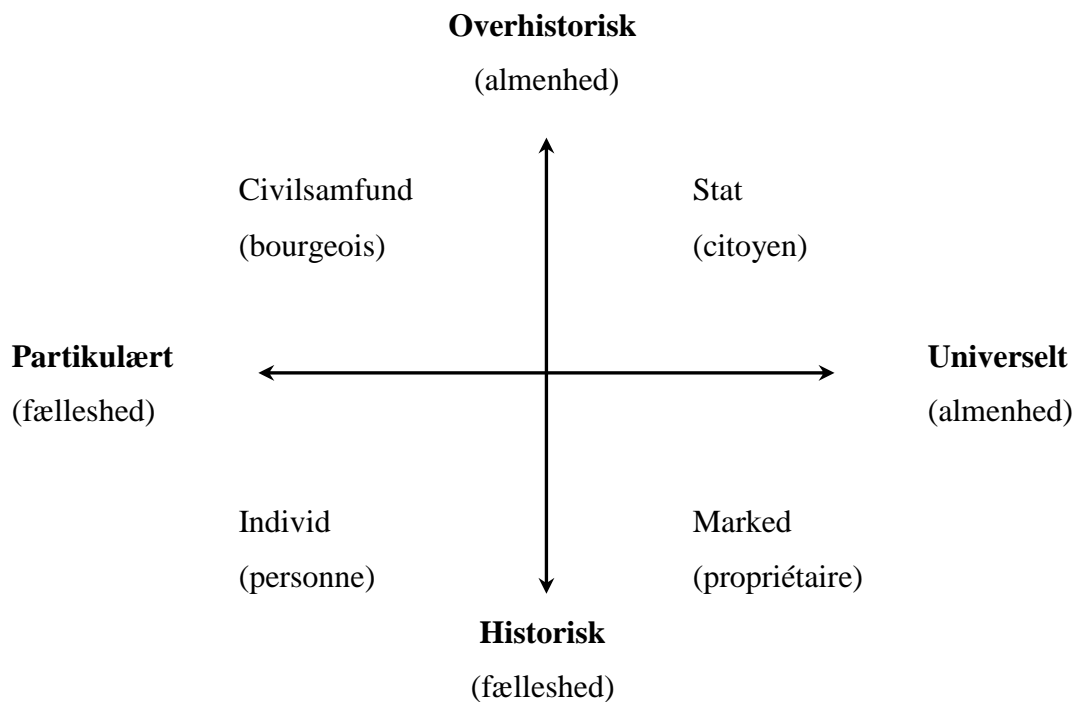 Overhistorisk
(almenhed)
Civilsamfund
(bourgeois)
Stat
(citoyen)
Partikulært
(fælleshed)
Universelt
(almenhed)
Individ
(personne)
Marked
(propriétaire)
Historisk
(fælleshed)